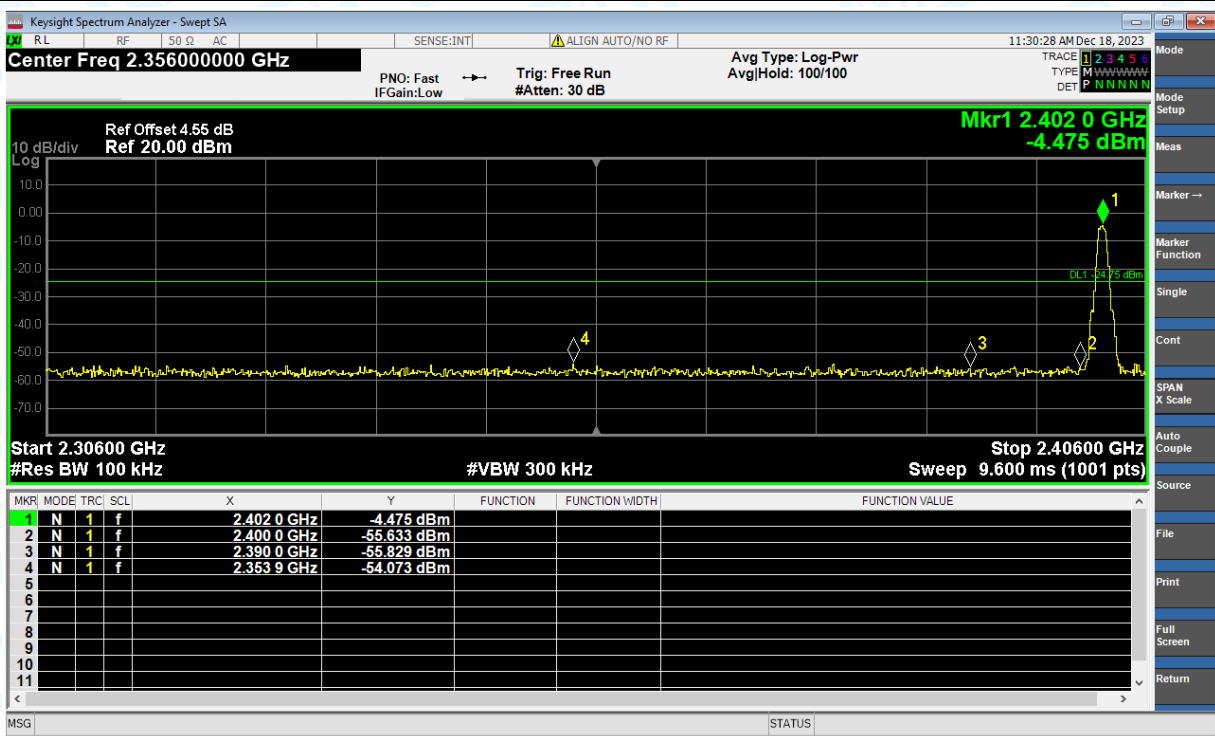 Keysight Spectrum Analyzer - Swept SA
LXI RL RF 50 Ω AC SENSE:INT ALIGN AUTO/NO RF 11:30:28 AM Dec 18, 2023
Center Freq 2.356000000 GHz
PNO: Fast
IFGain:Low
Trig: Free Run
#Atten: 30 dB
Avg Type: Log-Pwr
Avg|Hold: 100/100
TRACE 1 2 3 4 5 6
TYPE M WWWWW
DET P N N N N N
Ref Offset 4.55 dB
10 dB/div Ref 20.00 dBm
Log
Mkr1 2.402 0 GHz
-4.475 dBm
10.0
0.00
-10.0
-20.0
-30.0
-40.0
-50.0
-60.0
-70.0
1
DL1 -24.75 dBm
4
3
2
Start 2.30600 GHz Stop 2.40600 GHz
#Res BW 100 kHz #VBW 300 kHz Sweep 9.600 ms (1001 pts)
MKR MODE TRC SCL X Y FUNCTION FUNCTION WIDTH FUNCTION VALUE
1 N 1 f 2.402 0 GHz -4.475 dBm
2 N 1 f 2.400 0 GHz -55.633 dBm
3 N 1 f 2.390 0 GHz -55.829 dBm
4 N 1 f 2.353 9 GHz -54.073 dBm
5
6
7
8
9
10
11
MSG STATUS
Mode
Mode
Setup
Meas
Marker →
Marker
Function
Single
Cont
SPAN
X Scale
Auto
Couple
Source
File
Print
Full
Screen
Return